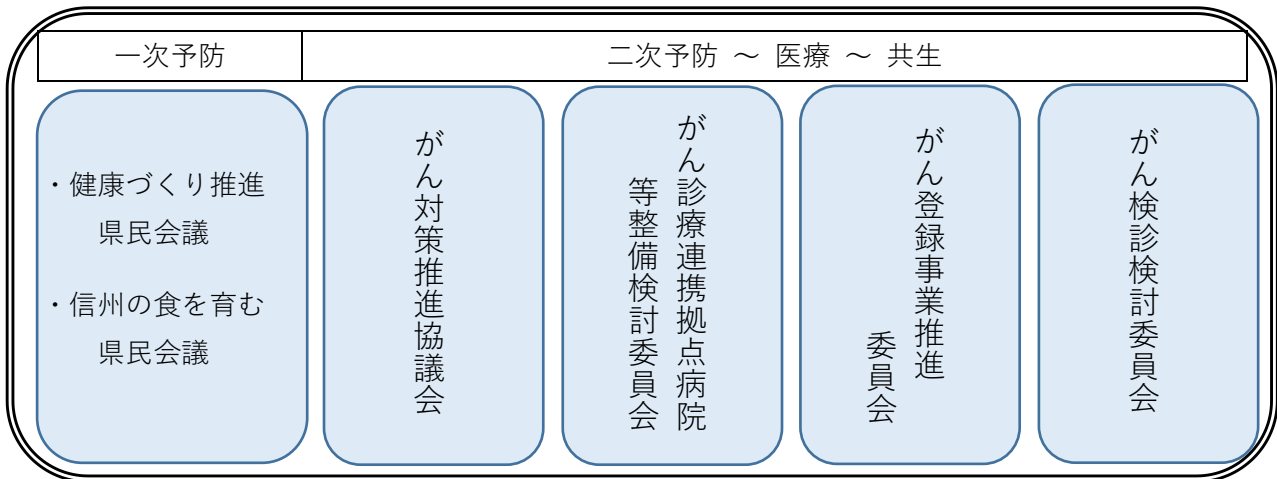 一次予防
二次予防 ～ 医療 ～ 共生
・健康づくり推進
県民会議
・信州の食を育む
県民会議
がん対策推進協議会
がん診療連携拠点病院
等整備検討委員会
がん登録事業推進
委員会
がん検診検討委員会